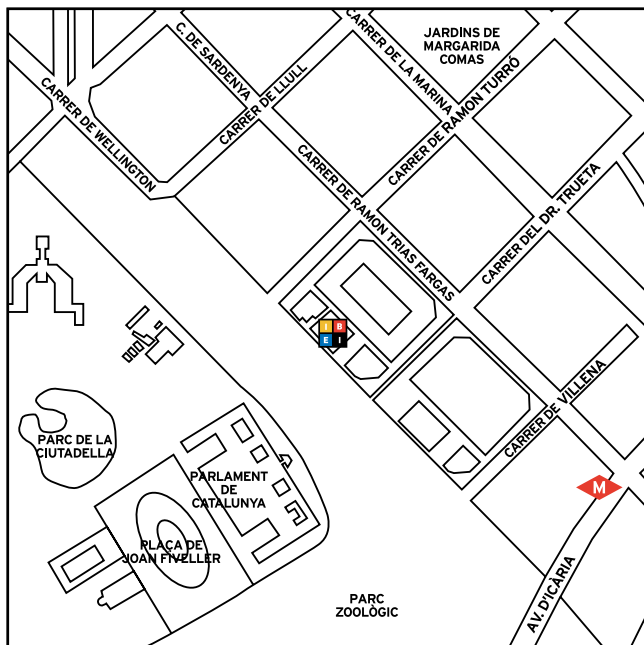 JARDINS DE
MARGARIDA
COMAS
C. DE SARDENYA
CARRER DE LA MARINA
CARRER DE LLULL
CARRER DE RAMON TURRÓ
CARRER DE WELLINGTON
CARRER DE RAMON TRIAS FARGAS
CARRER DEL DR. TRUETA
I B
E I
CARRER DE VILLENA
PARC DE LA
CIUTADELLA
PARLAMENT
DE
CATALUNYA
M
PLAÇA DE
JOAN FIVELLER
AV. D'ICÀRIA
PARC
ZOOLÒGIC